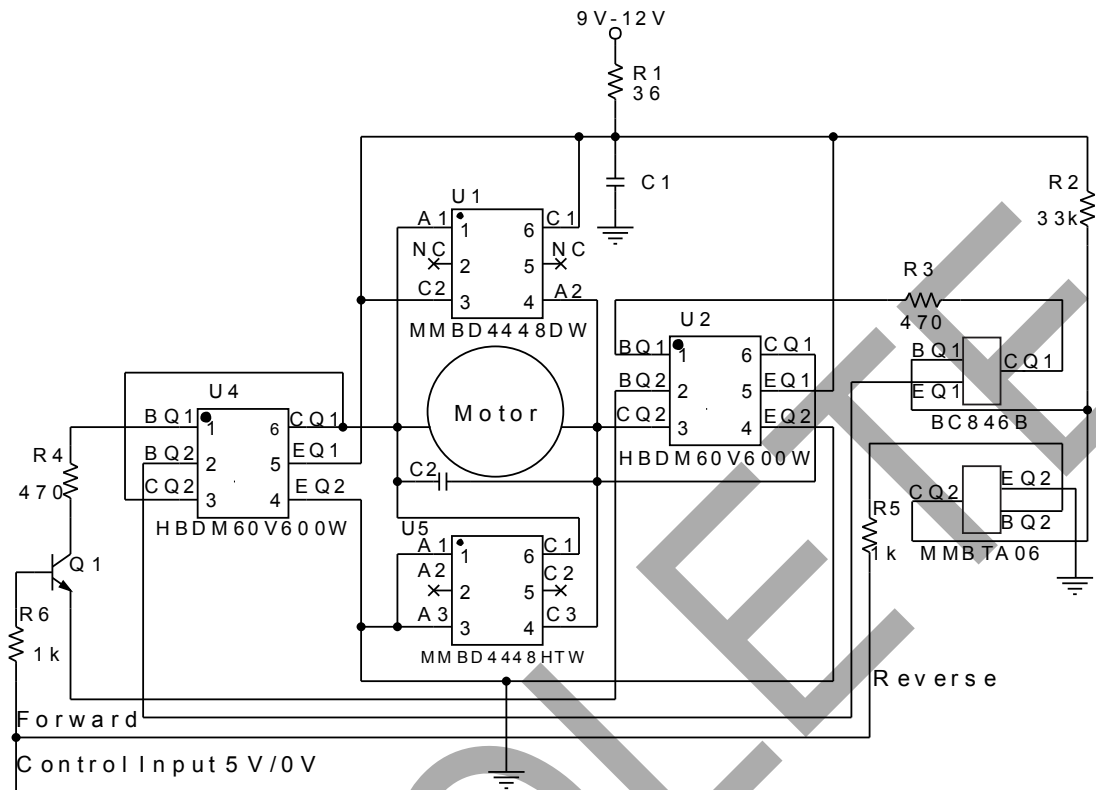 9V-12V
R1
36
C1
R2
33k
U1
A1 1 6 C1
NC 2 5 NC
C2 3 4 A2
MMBD4448DW
R3
470
U2
BQ1 1 6 CQ1
BQ2 2 5 EQ1
CQ2 3 4 EQ2
HBDM60V600W
BQ1
CQ1
EQ1
BC846B
Motor
U4
BQ1 1 6 CQ1
BQ2 2 5 EQ1
CQ2 3 4 EQ2
HBDM60V600W
R4
470
C2
U5
A1 1 6 C1
A2 2 5 C2
A3 3 4 C3
MMBD4448HTW
CQ2
EQ2
BQ2
MMBTA06
R5
1k
Q1
R6
1k
Reverse
Forward
Control Input 5V/0V